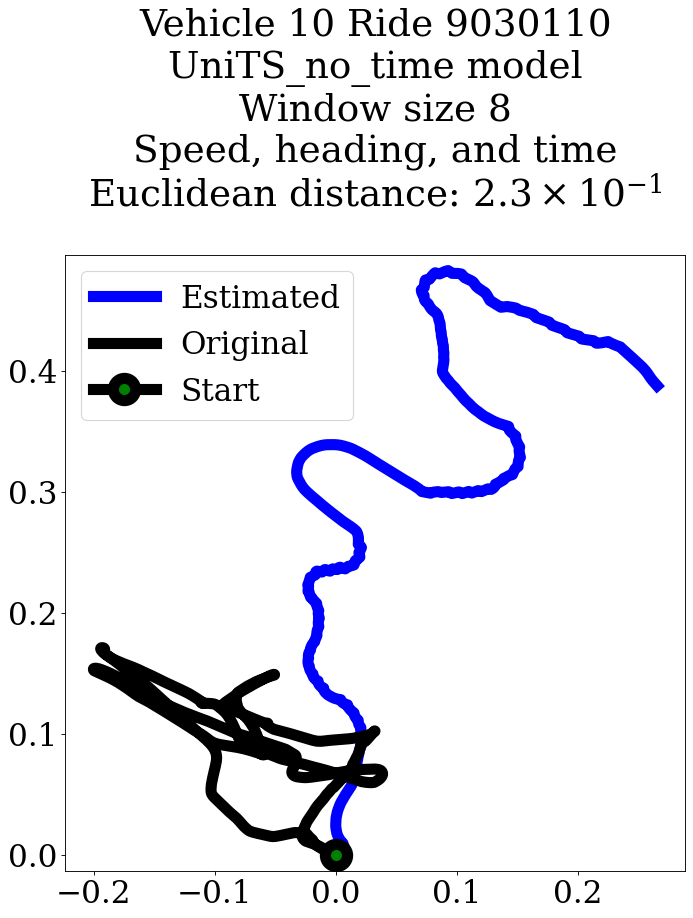 Vehicle 10 Ride 9030110
UniTS_no_time model
Window size 8
Speed, heading, and time
Euclidean distance: 2.3 × 10⁻¹
Estimated
Original
Start
0.4
0.3
0.2
0.1
0.0
−0.2 −0.1 0.0 0.1 0.2